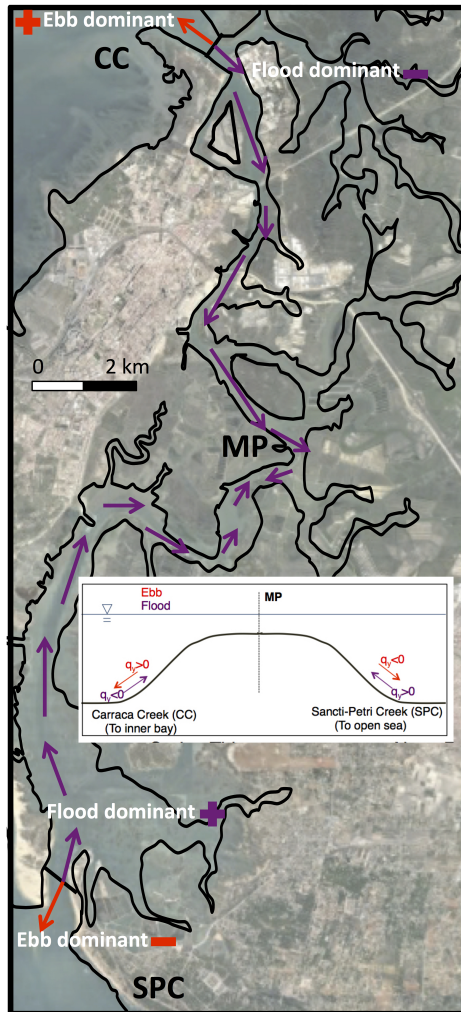 Ebb dominant
CC
Flood dominant
0 2 km
MP
Ebb
Flood
MP
qy>0
qy<0
qy<0
qy>0
Carraca Creek (CC)
(To inner bay)
Sancti-Petri Creek (SPC)
(To open sea)
Flood dominant
Ebb dominant
SPC